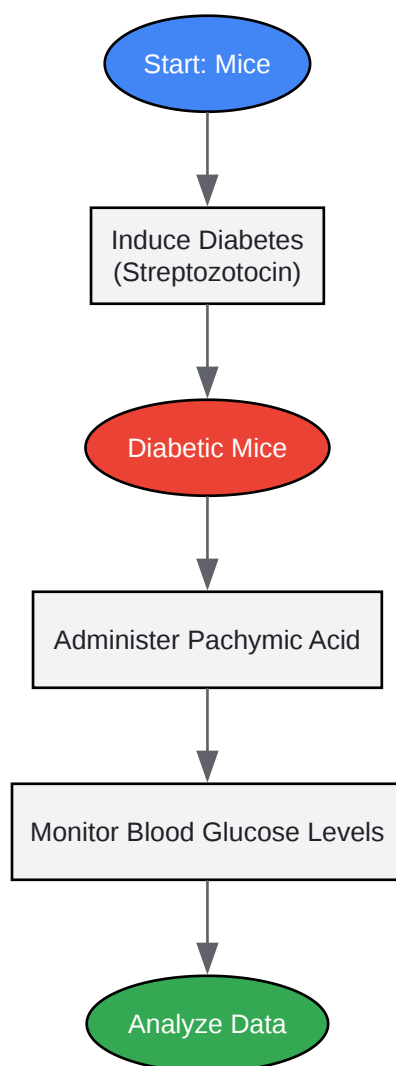 Start: Mice
Induce Diabetes
(Streptozotocin)
Diabetic Mice
Administer Pachymic Acid
Monitor Blood Glucose Levels
Analyze Data